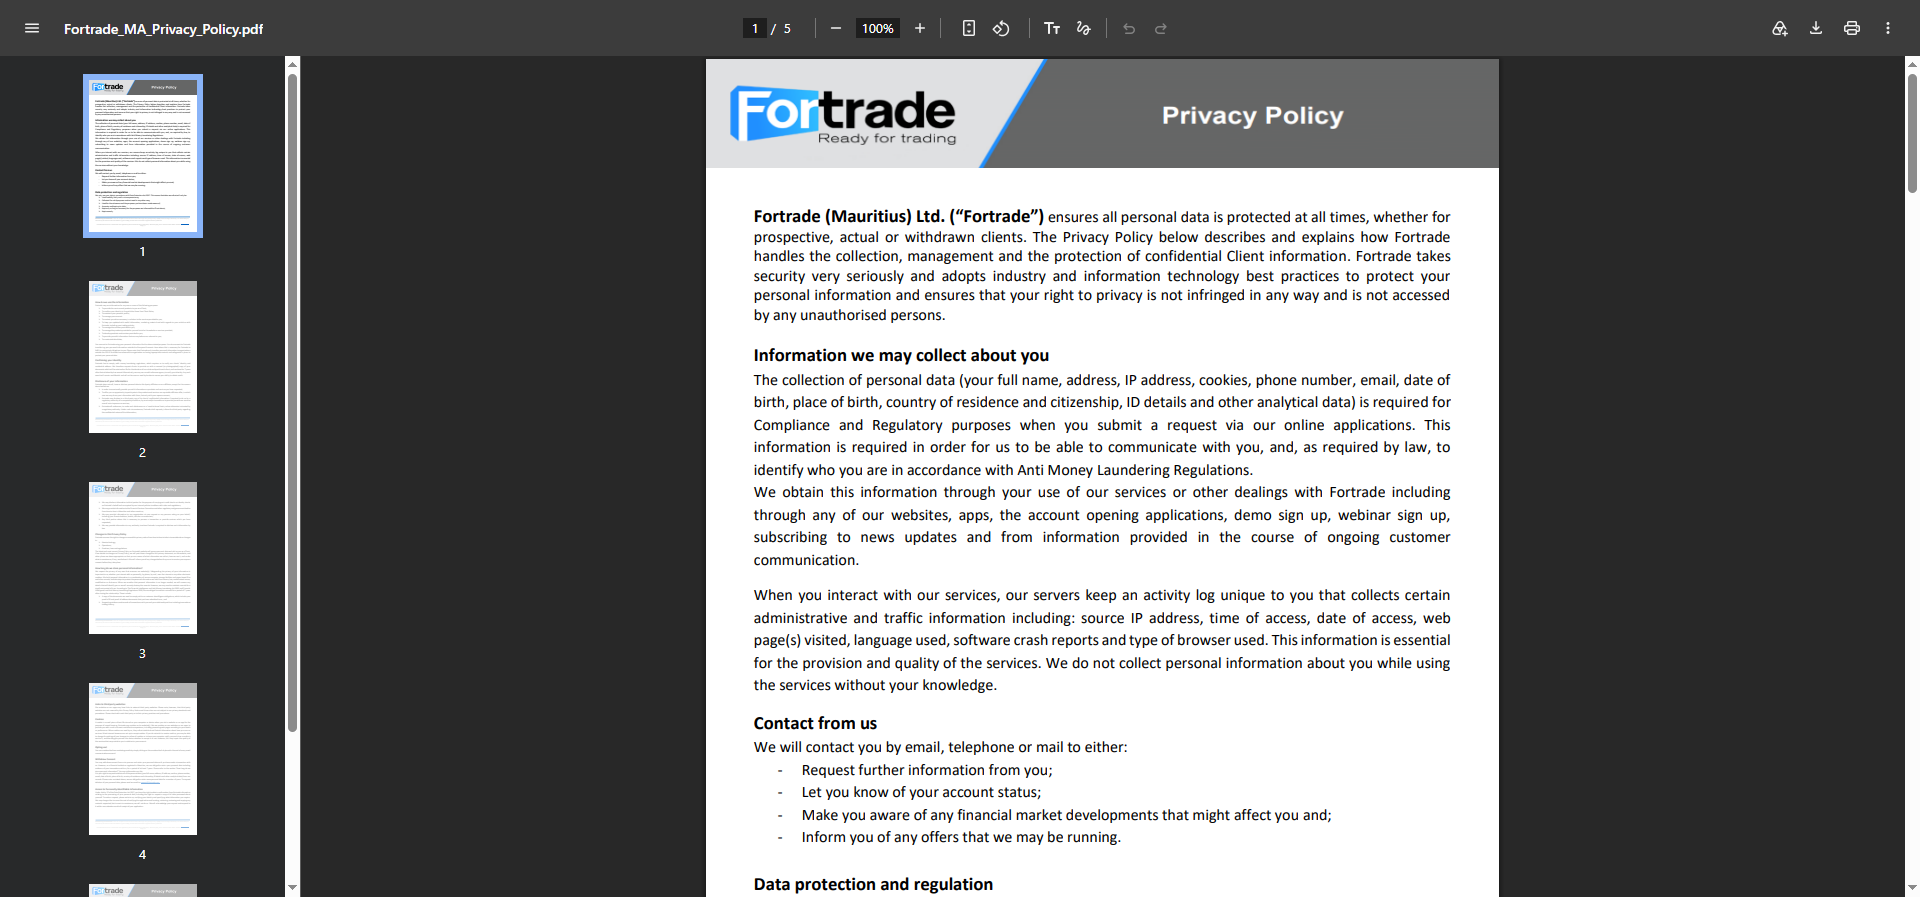 Fortrade_MA_Privacy_Policy.pdf
1 / 5
100%
Fortrade
Ready for trading
Privacy Policy
1
2
3
4
Fortrade (Mauritius) Ltd. (“Fortrade”) ensures all personal data is protected at all times, whether for
prospective, actual or withdrawn clients. The Privacy Policy below describes and explains how Fortrade
handles the collection, management and the protection of confidential Client information. Fortrade takes
security very seriously and adopts industry and information technology best practices to protect your
personal information and ensures that your right to privacy is not infringed in any way and is not accessed
by any unauthorised persons.
Information we may collect about you
The collection of personal data (your full name, address, IP address, cookies, phone number, email, date of
birth, place of birth, country of residence and citizenship, ID details and other analytical data) is required for
Compliance and Regulatory purposes when you submit a request via our online applications. This
information is required in order for us to be able to communicate with you, and, as required by law, to
identify who you are in accordance with Anti Money Laundering Regulations.
We obtain this information through your use of our services or other dealings with Fortrade including
through any of our websites, apps, the account opening applications, demo sign up, webinar sign up,
subscribing to news updates and from information provided in the course of ongoing customer
communication.
When you interact with our services, our servers keep an activity log unique to you that collects certain
administrative and traffic information including: source IP address, time of access, date of access, web
page(s) visited, language used, software crash reports and type of browser used. This information is essential
for the provision and quality of the services. We do not collect personal information about you while using
the services without your knowledge.
Contact from us
We will contact you by email, telephone or mail to either:
- Request further information from you;
- Let you know of your account status;
- Make you aware of any financial market developments that might affect you and;
- Inform you of any offers that we may be running.
Data protection and regulation